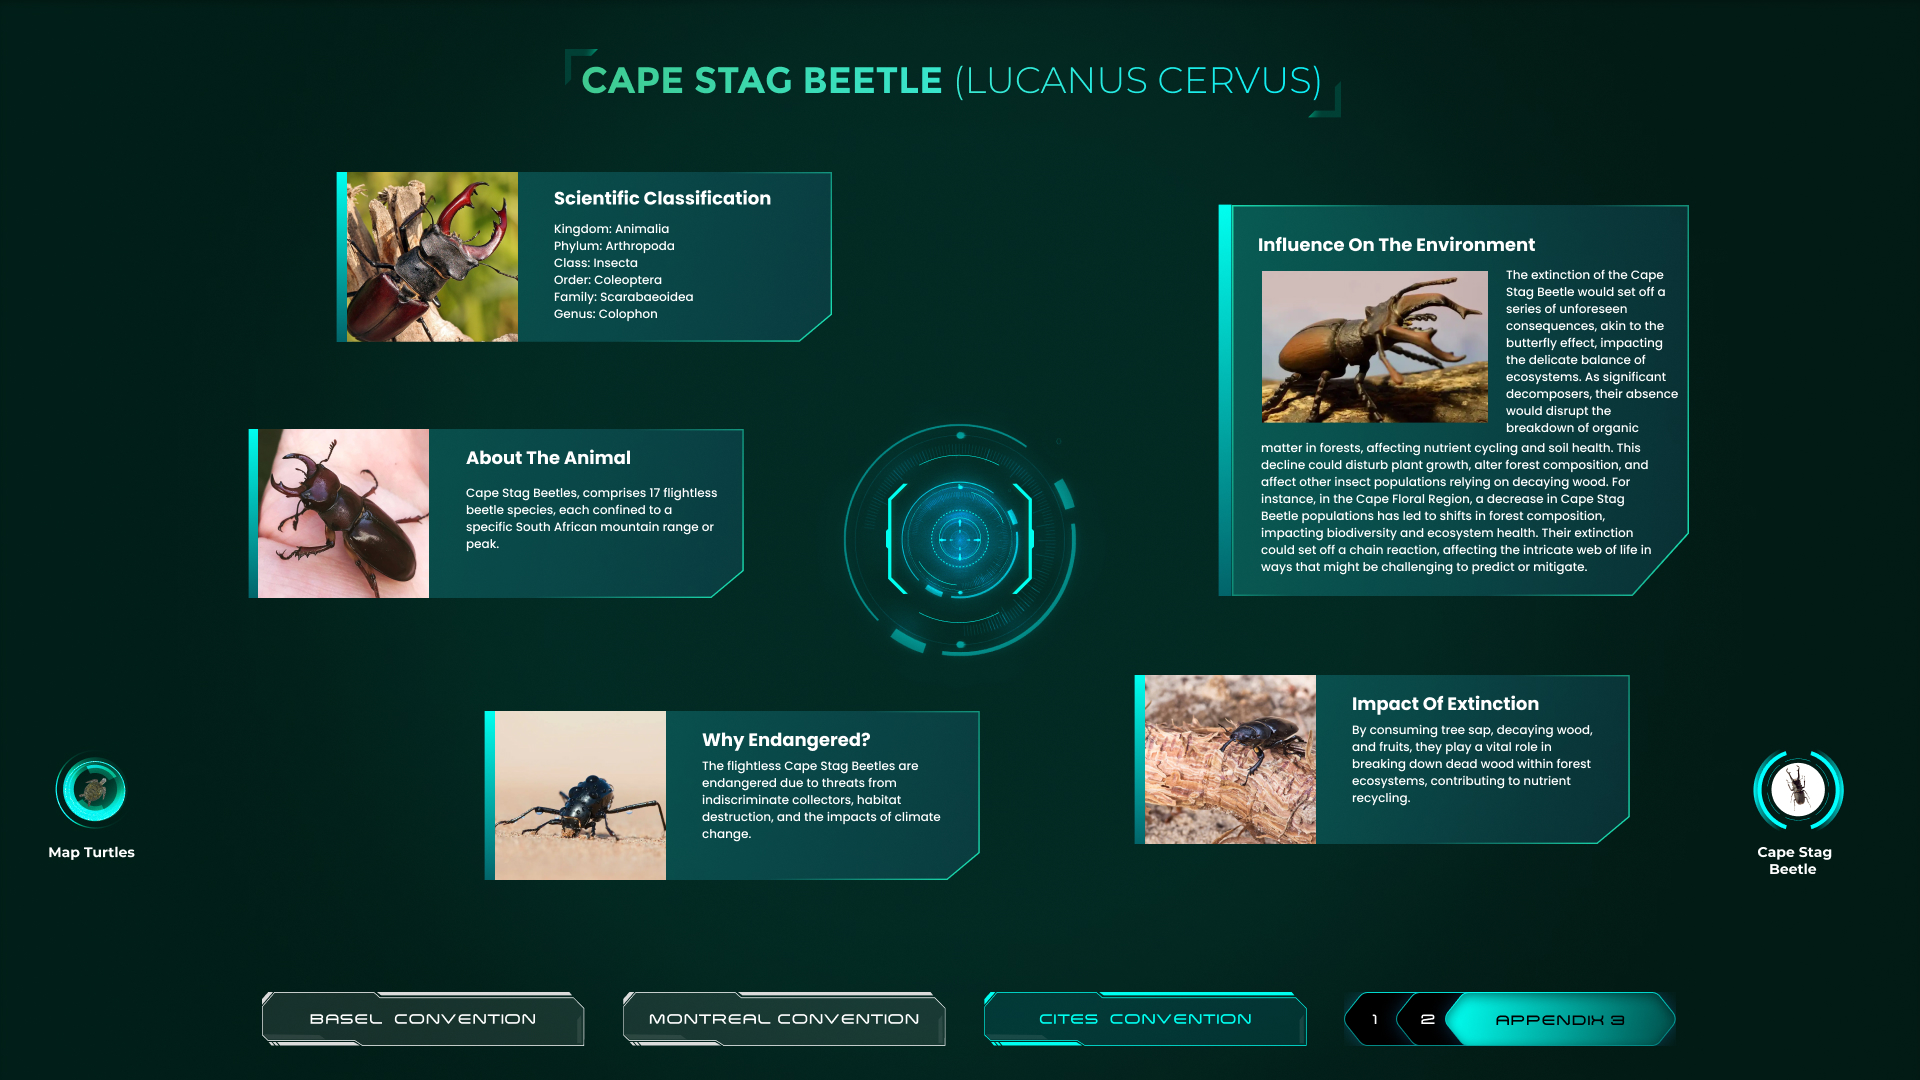 CAPE STAG BEETLE (LUCANUS CERVUS)
Scientific Classification
Kingdom: Animalia
Phylum: Arthropoda
Class: Insecta
Order: Coleoptera
Family: Scarabaeoidea
Genus: Colophon
About The Animal
Cape Stag Beetles, comprises 17 flightless
beetle species, each confined to a
specific South African mountain range or
peak.
Why Endangered?
The flightless Cape Stag Beetles are
endangered due to threats from
indiscriminate collectors, habitat
destruction, and the impacts of climate
change.
Influence On The Environment
The extinction of the Cape
Stag Beetle would set off a
series of unforeseen
consequences, akin to the
butterfly effect, impacting
the delicate balance of
ecosystems. As significant
decomposers, their absence
would disrupt the
breakdown of organic
matter in forests, affecting nutrient cycling and soil health. This
decline could disturb plant growth, alter forest composition, and
affect other insect populations relying on decaying wood. For
instance, in the Cape Floral Region, a decrease in Cape Stag
Beetle populations has led to shifts in forest composition,
impacting biodiversity and ecosystem health. Their extinction
could set off a chain reaction, affecting the intricate web of life in
ways that might be challenging to predict or mitigate.
Impact Of Extinction
By consuming tree sap, decaying wood,
and fruits, they play a vital role in
breaking down dead wood within forest
ecosystems, contributing to nutrient
recycling.
Map Turtles
Cape Stag
Beetle
BASEL CONVENTION
MONTREAL CONVENTION
CITES CONVENTION
1
2
APPENDIX 3